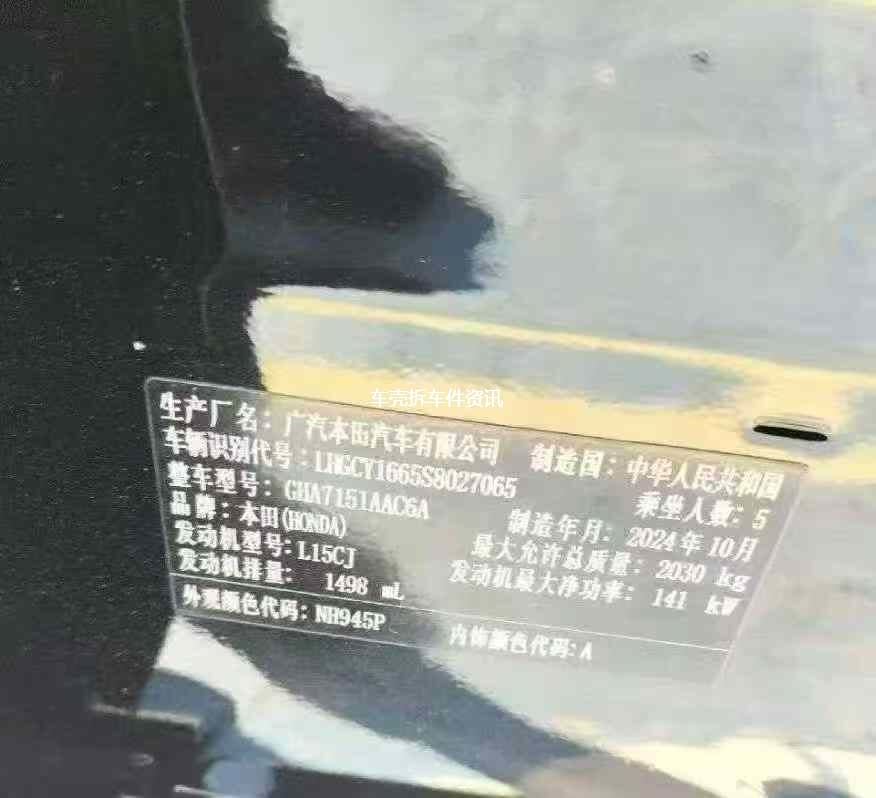 车壳拆车件资讯
生产厂名：广汽本田汽车有限公司 制造国：中华人民共和国
车辆识别代号：LHGCY1665S8027065 乘坐人数：5
整车型号：GHA7151AAC6A 制造年月：2024年10月
品牌：本田(HONDA) 最大允许总质量：2030 kg
发动机型号：L15CJ 发动机最大净功率：141 kW
发动机排量： 1498 mL
外观颜色代码：NH945P 内饰颜色代码：A